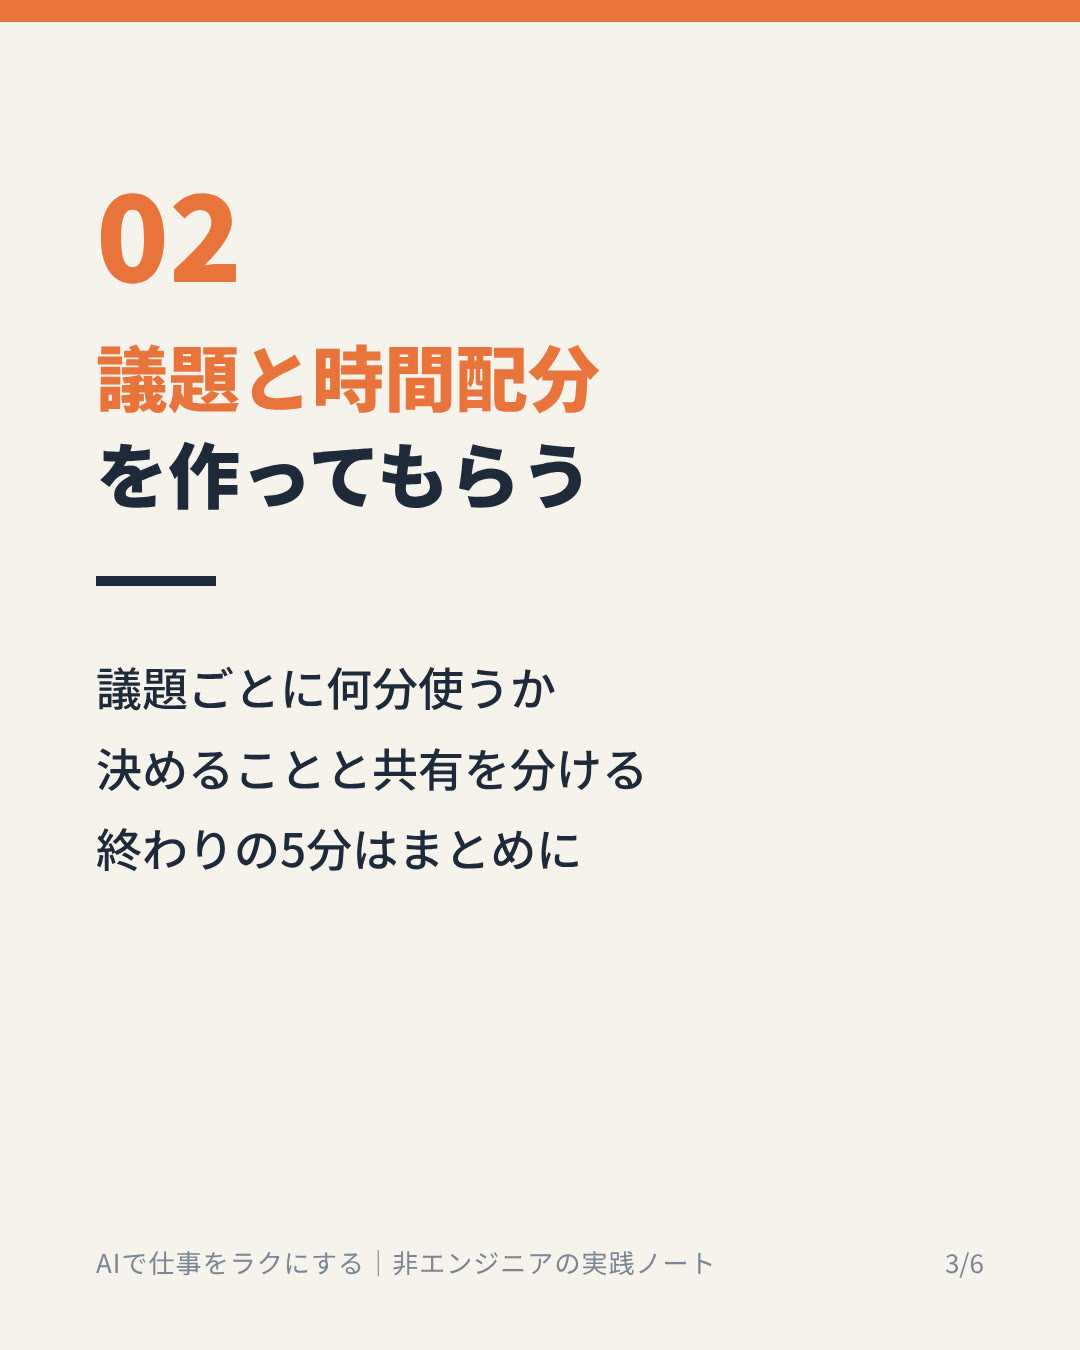 02
議題と時間配分
を作ってもらう
議題ごとに何分使うか
決めることと共有を分ける
終わりの5分はまとめに
AIで仕事をラクにする｜非エンジニアの実践ノート
3/6